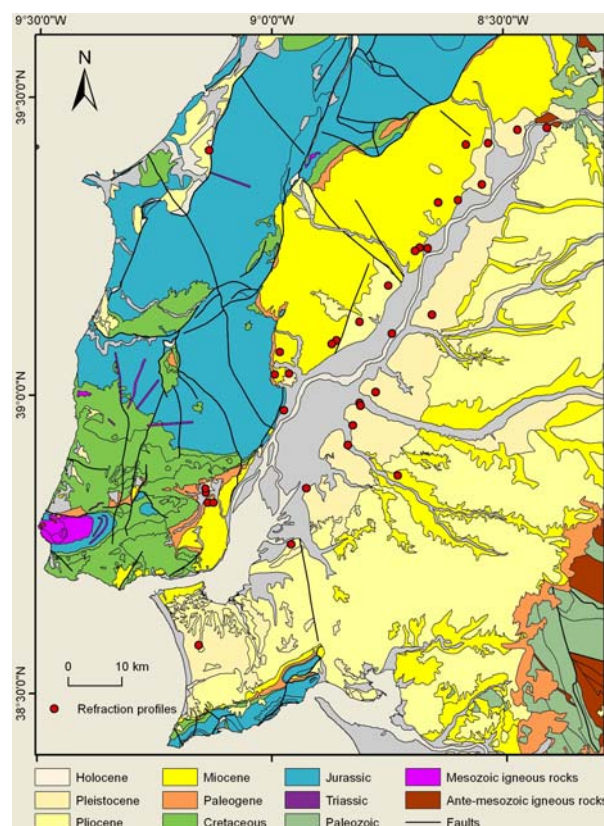 9°30'0"W 9°0'0"W 8°30'0"W
N
39°30'0"N
39°0'0"N
38°30'0"N
0 10 km
Refraction profiles
Holocene Miocene Jurassic Mesozoic igneous rocks
Pleistocene Paleogene Triassic Ante-mesozoic igneous rocks
Pliocene Cretaceous Paleozoic Faults